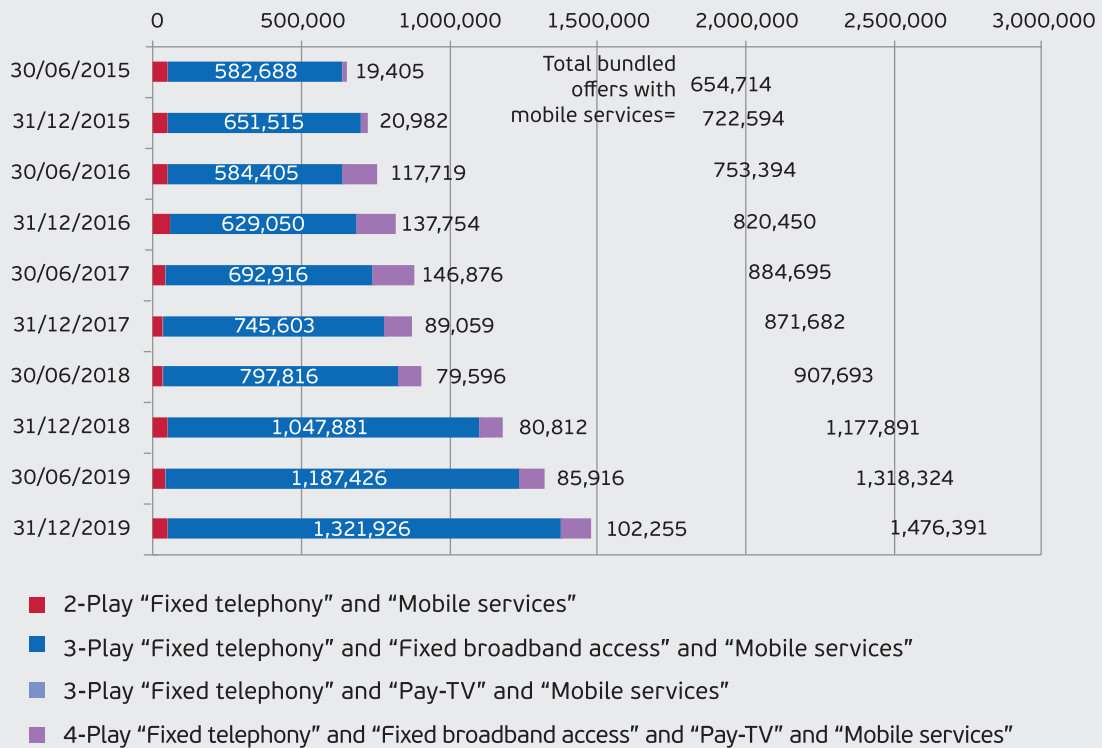 0 500,000 1,000,000 1,500,000 2,000,000 2,500,000 3,000,000
30/06/2015 582,688 19,405 Total bundled offers with mobile services= 654,714
31/12/2015 651,515 20,982 722,594
30/06/2016 584,405 117,719 753,394
31/12/2016 629,050 137,754 820,450
30/06/2017 692,916 146,876 884,695
31/12/2017 745,603 89,059 871,682
30/06/2018 797,816 79,596 907,693
31/12/2018 1,047,881 80,812 1,177,891
30/06/2019 1,187,426 85,916 1,318,324
31/12/2019 1,321,926 102,255 1,476,391
2-Play “Fixed telephony” and “Mobile services”
3-Play “Fixed telephony” and “Fixed broadband access” and “Mobile services”
3-Play “Fixed telephony” and “Pay-TV” and “Mobile services”
4-Play “Fixed telephony” and “Fixed broadband access” and “Pay-TV” and “Mobile services”